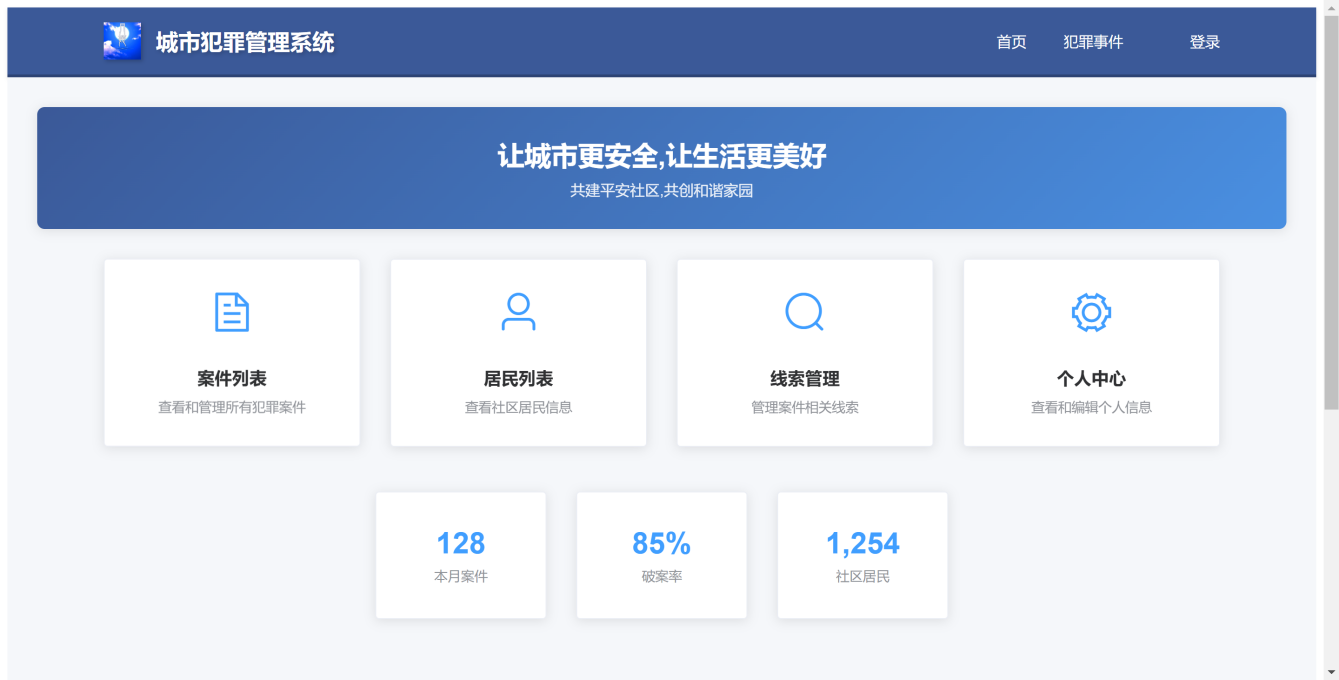 城市犯罪管理系统
首页 犯罪事件 登录
让城市更安全,让生活更美好
共建平安社区,共创和谐家园
案件列表
查看和管理所有犯罪案件
居民列表
查看社区居民信息
线索管理
管理案件相关线索
个人中心
查看和编辑个人信息
128
本月案件
85%
破案率
1,254
社区居民